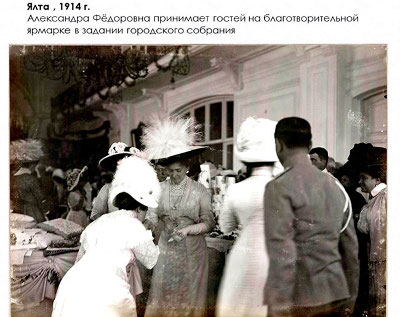 Ялта , 1914 г.
Александра Фёдоровна принимает гостей на благотворительной
ярмарке в задании городского собрания